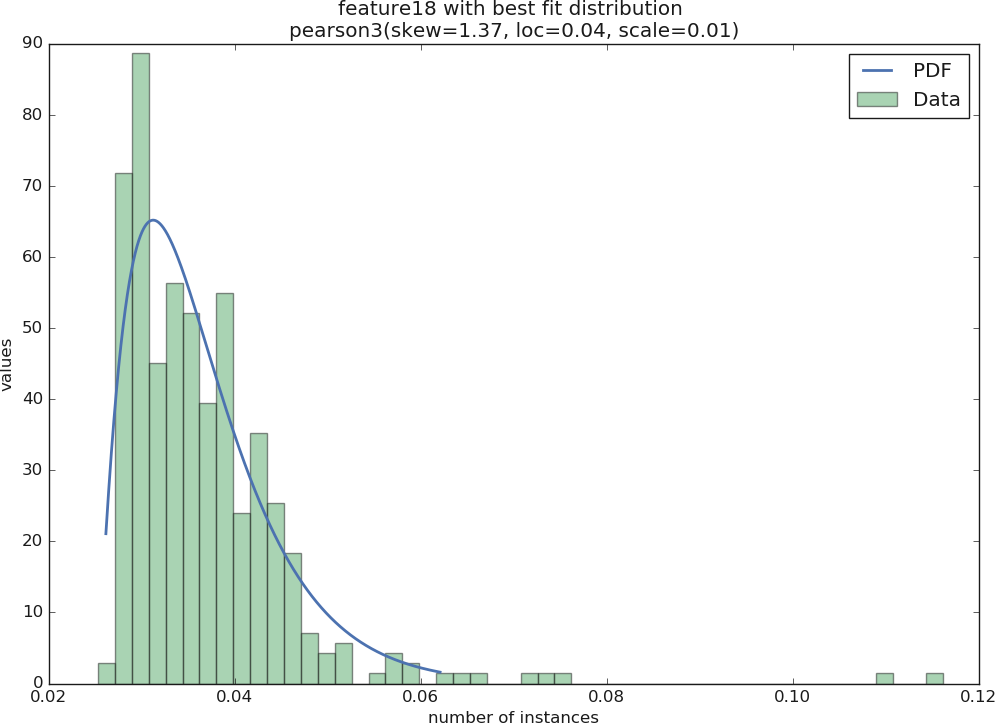 feature18 with best fit distribution
pearson3(skew=1.37, loc=0.04, scale=0.01)
PDF
Data
90
80
70
60
50
40
30
20
10
0
values
0.02
0.04
0.06
0.08
0.10
0.12
number of instances